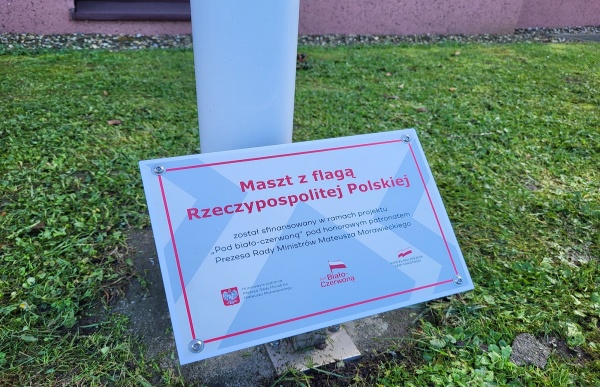 Maszt z flagą
Rzeczypospolitej Polskiej
został sfinansowany w ramach projektu
„Pod biało-czerwoną” pod honorowym patronatem
Prezesa Rady Ministrów Mateusza Morawieckiego
Biało-
Czerwoną